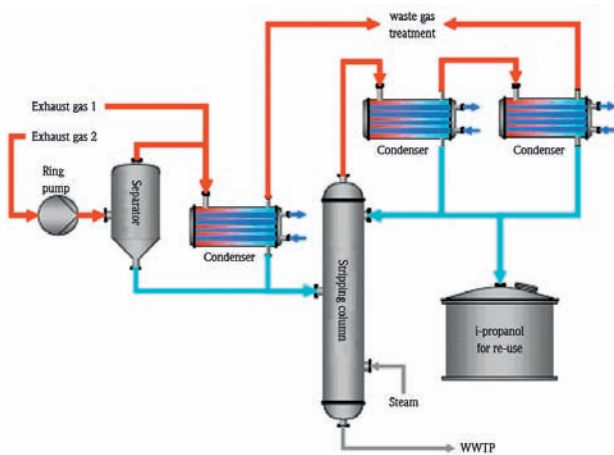 waste gas
treatment
Exhaust gas 1
Exhaust gas 2
Ring
pump
Separator
Condenser
Condenser
Condenser
Stripping column
i-propanol
for re-use
Steam
WWTP